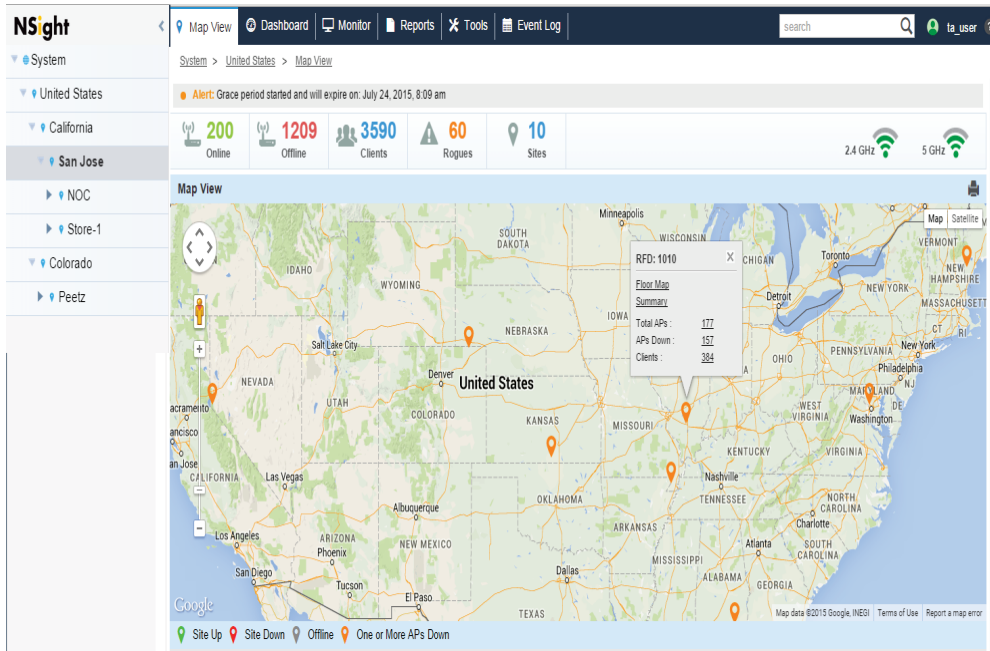 NSight
Map View Dashboard Monitor Reports Tools Event Log
search
ta_user
System
United States
California
San Jose
NOC
Store-1
Colorado
Peetz
System > United States > Map View
Alert: Grace period started and will expire on: July 24, 2015, 8:09 am
200 Online
1209 Offline
3590 Clients
60 Rogues
10 Sites
2.4 GHz
5 GHz
Map View
Map Satellite
Minneapolis
SOUTH DAKOTA
WISCONSIN
CHIGAN
Toronto
VERMONT
NEW HAMPSHIRE
NEW YORK
MASSACHUSETT
CT
RI
IDAHO
WYOMING
IOWA
Detroit
NEBRASKA
Salt Lake City
OHIO
PENNSYLVANIA
New York
Philadelphia
NJ
MARYLAND
DE
Washington
Denver
United States
NEVADA
UTAH
COLORADO
KANSAS
MISSOURI
WEST VIRGINIA
VIRGINIA
KENTUCKY
acramento
ancisco
an Jose
CALIFORNIA
Las Vegas
Nashville
TENNESSEE
NORTH CAROLINA
Charlotte
OKLAHOMA
Albuquerque
ARKANSAS
Los Angeles
ARIZONA
Phoenix
NEW MEXICO
Atlanta
SOUTH CAROLINA
MISSISSIPPI
San Diego
Dallas
ALABAMA
GEORGIA
Tucson
El Paso
TEXAS
RFD: 1010 X
Floor Map
Summary
Total APs : 177
APs Down : 157
Clients : 384
A
Google
Map data ©2015 Google, INEGI Terms of Use Report a map error
Site Up Site Down Offline One or More APs Down